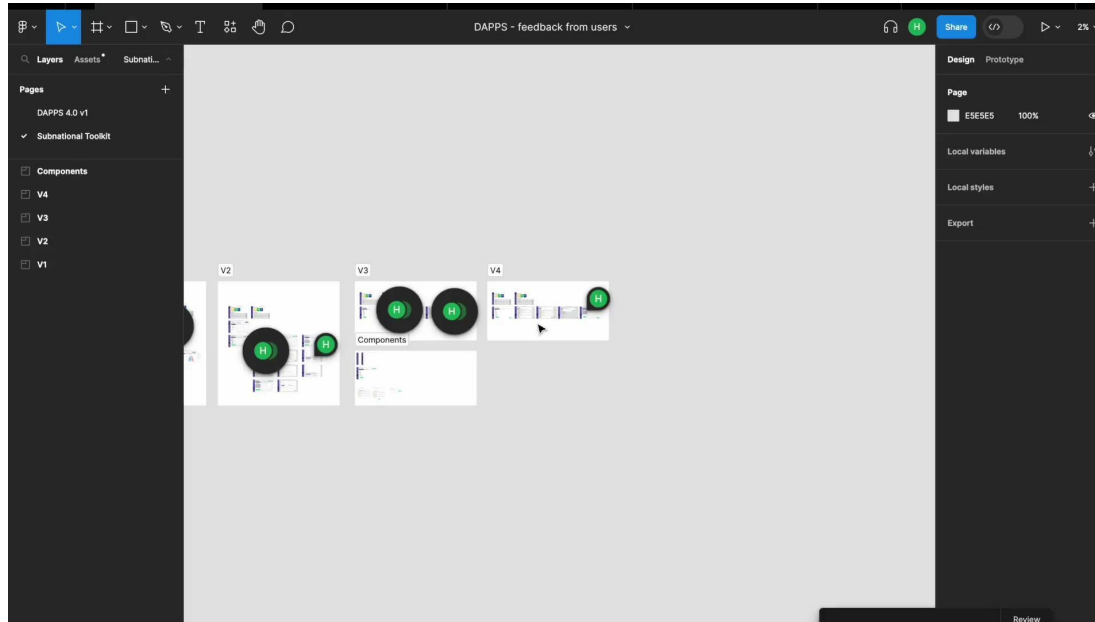 DAPPS - feedback from users
H
Share
2%
Layers
Assets
Subnati...
Design
Prototype
Pages
Page
DAPPS 4.0 v1
E5E5E5
100%
Subnational Toolkit
Local variables
Components
V4
Local styles
V3
Export
V2
V1
V2
V3
V4
H
H
H
H
H
Components
Review